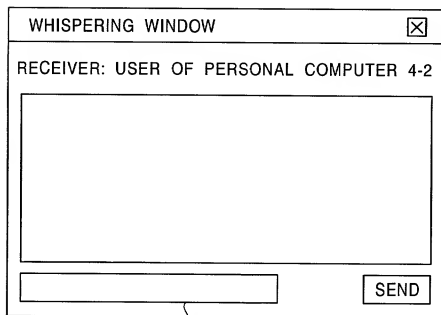 WHISPERING WINDOW
RECEIVER: USER OF PERSONAL COMPUTER 4-2
SEND